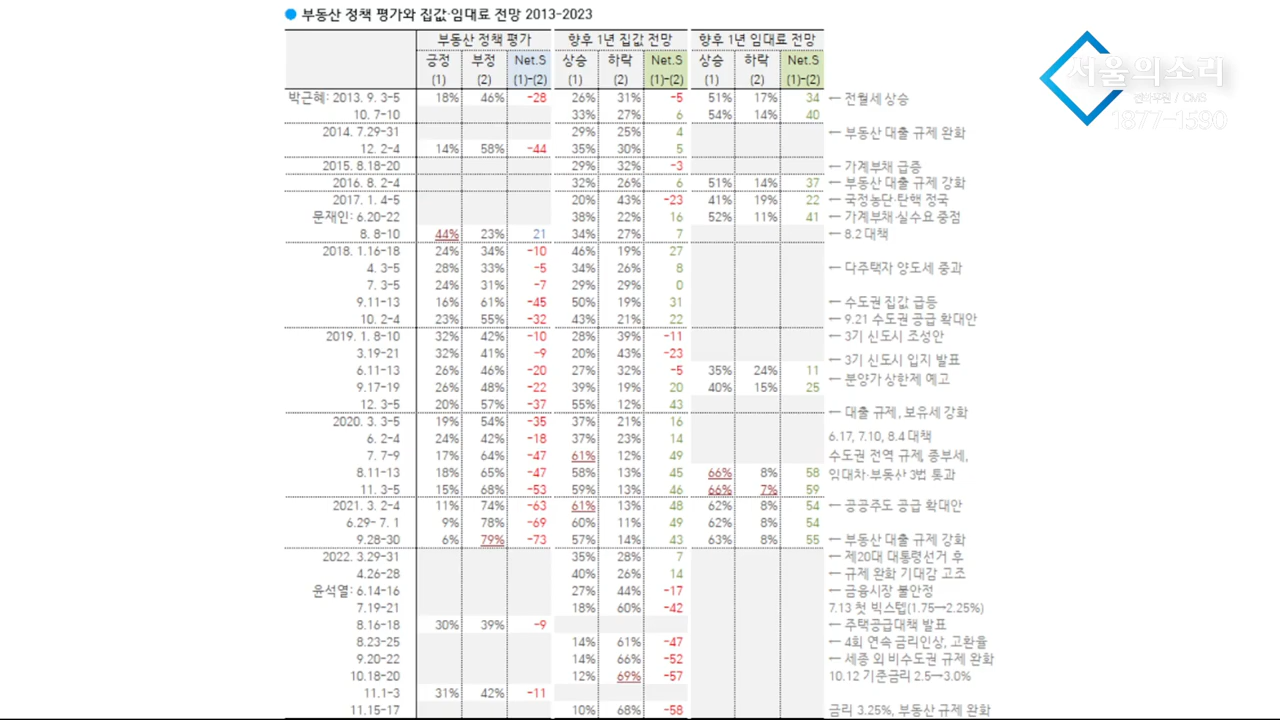 ● 부동산 정책 평가와 집값·임대료 전망 2013-2023
서울의소리
1877-1580
부동산 정책 평가 향후 1년 집값 전망 향후 1년 임대료 전망
긍정 부정 Net.S 상승 하락 Net.S 상승 하락 Net.S
(1) (2) (1)-(2) (1) (2) (1)-(2) (1) (2) (1)-(2)
박근혜: 2013. 9. 3-5 18% 46% -28 26% 31% -5 51% 17% 34 ← 전월세 상승
10. 7-10 33% 27% 6 54% 14% 40
2014. 7.29-31 29% 25% 4 ← 부동산 대출 규제 완화
12. 2-4 14% 58% -44 35% 30% 5
2015. 8.18-20 29% 32% -3 ← 가계부채 급증
2016. 8. 2-4 32% 26% 6 51% 14% 37 ← 부동산 대출 규제 강화
2017. 1. 4-5 20% 43% -23 41% 19% 22 ← 국정농단·탄핵 정국
문재인: 6.20-22 38% 22% 16 52% 11% 41 ← 가계부채·실수요 중점
8. 8-10 44% 23% 21 34% 27% 7 ← 8.2 대책
2018. 1.16-18 24% 34% -10 46% 19% 27
4. 3-5 28% 33% -5 34% 26% 8 ← 다주택자 양도세 중과
7. 3-5 24% 31% -7 29% 29% 0
9.11-13 16% 61% -45 50% 19% 31 ← 수도권 집값 급등
10. 2-4 23% 55% -32 43% 21% 22 ← 9.21 수도권 공급 확대안
2019. 1. 8-10 32% 42% -10 28% 39% -11 ← 3기 신도시 조성안
3.19-21 32% 41% -9 20% 43% -23 ← 3기 신도시 입지 발표
6.11-13 26% 46% -20 27% 32% -5 35% 24% 11
9.17-19 26% 48% -22 39% 19% 20 40% 15% 25 ← 분양가 상한제 예고
12. 3-5 20% 57% -37 55% 12% 43 ← 대출 규제, 보유세 강화
2020. 3. 3-5 19% 54% -35 37% 21% 16
6. 2-4 24% 42% -18 37% 23% 14 6.17, 7.10, 8.4 대책
7. 7-9 17% 64% -47 61% 12% 49 수도권 전역 규제, 종부세,
8.11-13 18% 65% -47 58% 13% 45 66% 8% 58 임대차·부동산 3법 통과
11. 3-5 15% 68% -53 59% 13% 46 66% 7% 59
2021. 3. 2-4 11% 74% -63 61% 13% 48 62% 8% 54 ← 공공주도 공급 확대안
6.29- 7. 1 9% 78% -69 60% 11% 49 62% 8% 54
9.28-30 6% 79% -73 57% 14% 43 63% 8% 55 ← 부동산 대출 규제 강화
2022. 3.29-31 35% 28% 7 ← 제20대 대통령선거 후
4.26-28 40% 26% 14 ← 규제 완화 기대감 고조
윤석열: 6.14-16 27% 44% -17 ← 금융시장 불안정
7.19-21 18% 60% -42 7.13 첫 빅스텝(1.75→2.25%)
8.16-18 30% 39% -9 ← 주택공급대책 발표
8.23-25 14% 61% -47 ← 4회 연속 금리인상, 고환율
9.20-22 14% 66% -52 ← 세종 외 비수도권 규제 완화
10.18-20 12% 69% -57 10.12 기준금리 2.5→3.0%
11.1-3 31% 42% -11
11.15-17 10% 68% -58 금리 3.25%, 부동산 규제 완화